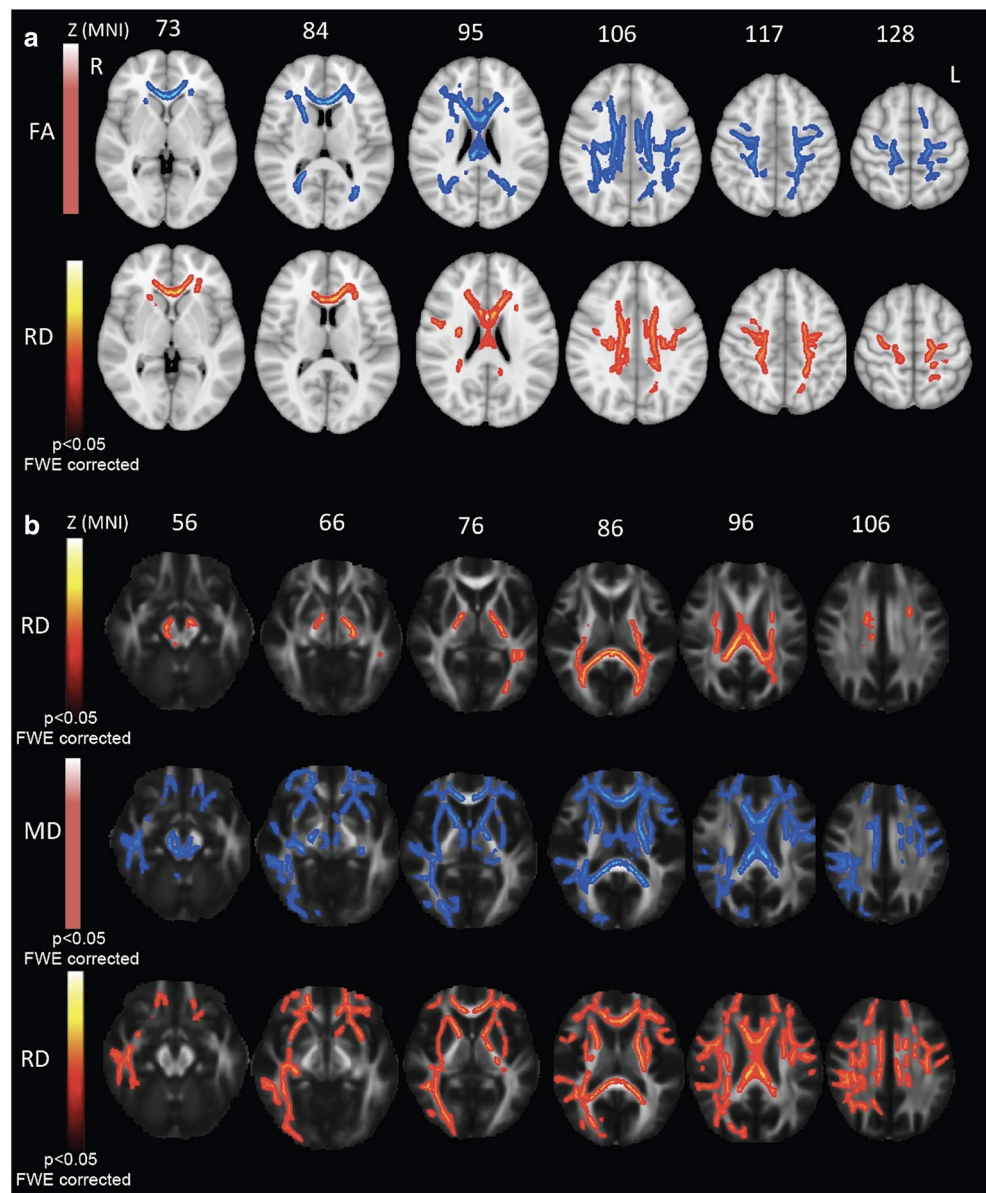 a Z (MNI) 73 84 95 106 117 128
R L
FA
RD
p<0.05
FWE corrected
b Z (MNI) 56 66 76 86 96 106
RD
p<0.05
FWE corrected
MD
p<0.05
FWE corrected
RD
p<0.05
FWE corrected